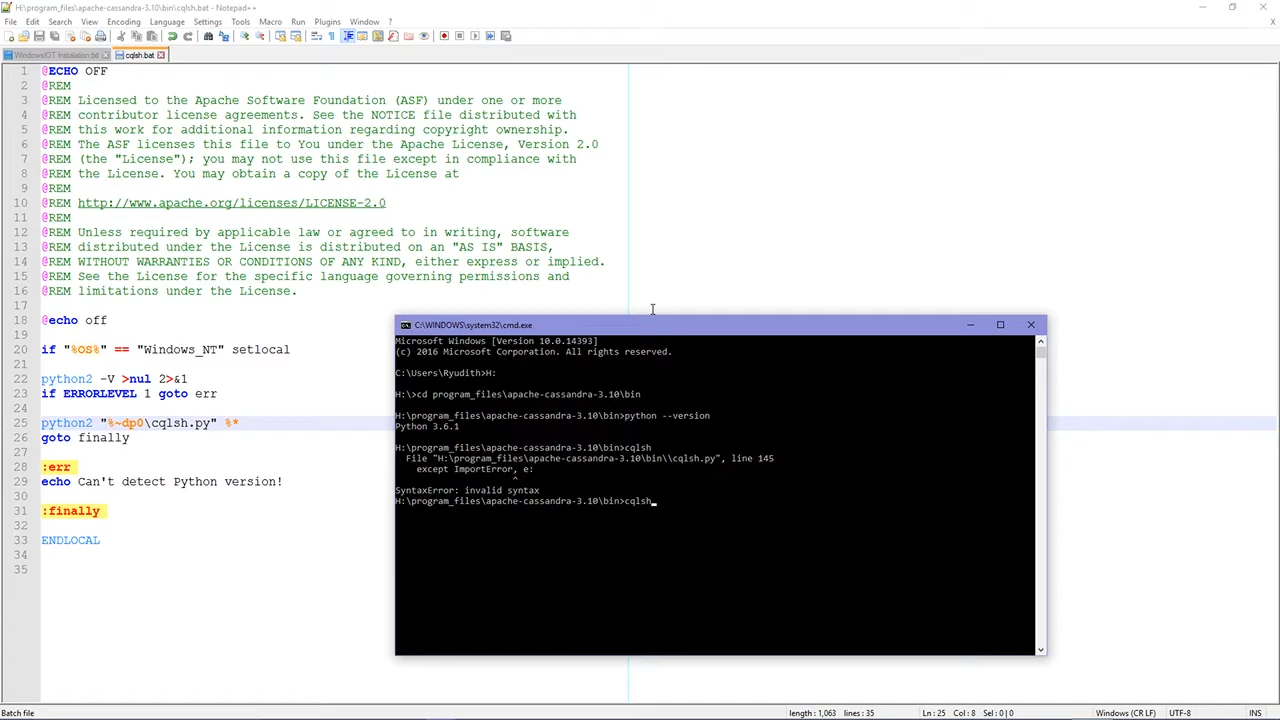 H:\program_files\apache-cassandra-3.10\bin\cqlsh.bat - Notepad++
File Edit Search View Encoding Language Settings Tools Macro Run Plugins Window ?
WindowsIOT Instalation.txt cqlsh.bat
1 @ECHO OFF
2 @REM
3 @REM Licensed to the Apache Software Foundation (ASF) under one or more
4 @REM contributor license agreements. See the NOTICE file distributed with
5 @REM this work for additional information regarding copyright ownership.
6 @REM The ASF licenses this file to You under the Apache License, Version 2.0
7 @REM (the "License"); you may not use this file except in compliance with
8 @REM the License. You may obtain a copy of the License at
9 @REM
10 @REM http://www.apache.org/licenses/LICENSE-2.0
11 @REM
12 @REM Unless required by applicable law or agreed to in writing, software
13 @REM distributed under the License is distributed on an "AS IS" BASIS,
14 @REM WITHOUT WARRANTIES OR CONDITIONS OF ANY KIND, either express or implied.
15 @REM See the License for the specific language governing permissions and
16 @REM limitations under the License.
17
18 @echo off
19
20 if "%OS%" == "Windows_NT" setlocal
21
22 python2 -V >nul 2>&1
23 if ERRORLEVEL 1 goto err
24
25 python2 "%~dp0\cqlsh.py" %*
26 goto finally
27
28 :err
29 echo Can't detect Python version!
30
31 :finally
32
33 ENDLOCAL
34
35
C:\WINDOWS\system32\cmd.exe
Microsoft Windows [Version 10.0.14393]
(c) 2016 Microsoft Corporation. All rights reserved.
C:\Users\Ryudith>H:
H:\>cd program_files\apache-cassandra-3.10\bin
H:\program_files\apache-cassandra-3.10\bin>python --version
Python 3.6.1
H:\program_files\apache-cassandra-3.10\bin>cqlsh
File "H:\program_files\apache-cassandra-3.10\bin\\cqlsh.py", line 145
except ImportError, e:
^
SyntaxError: invalid syntax
H:\program_files\apache-cassandra-3.10\bin>cqlsh_
Batch file length : 1,063 lines : 35 Ln : 25 Col : 8 Sel : 0 | 0 Windows (CR LF) UTF-8 INS